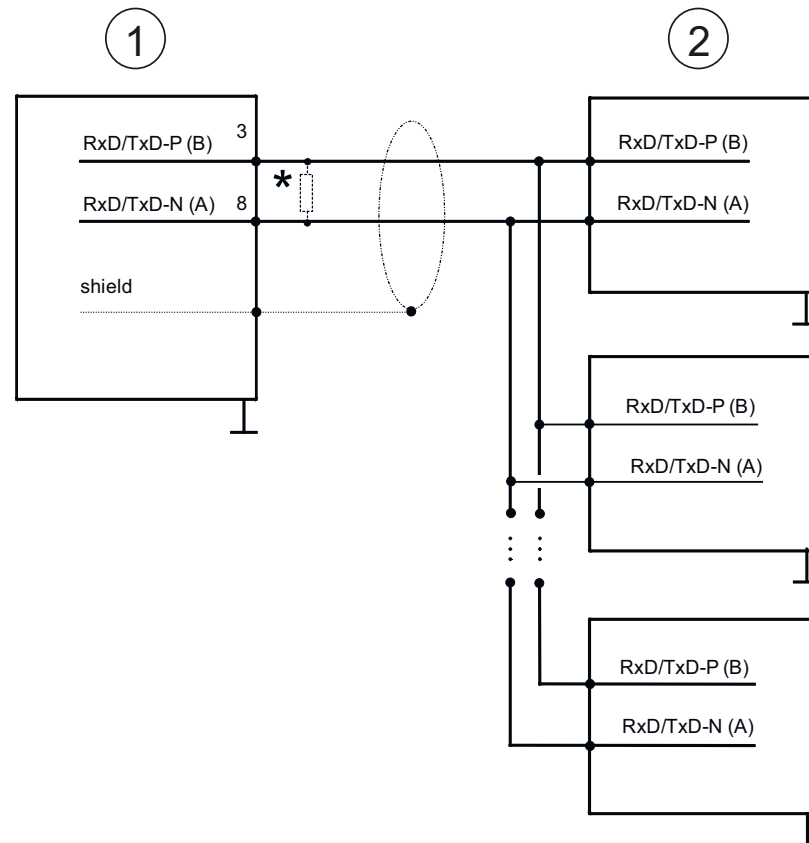 1
2
RxD/TxD-P (B) 3
RxD/TxD-N (A) 8
shield
*
RxD/TxD-P (B)
RxD/TxD-N (A)
RxD/TxD-P (B)
RxD/TxD-N (A)
RxD/TxD-P (B)
RxD/TxD-N (A)